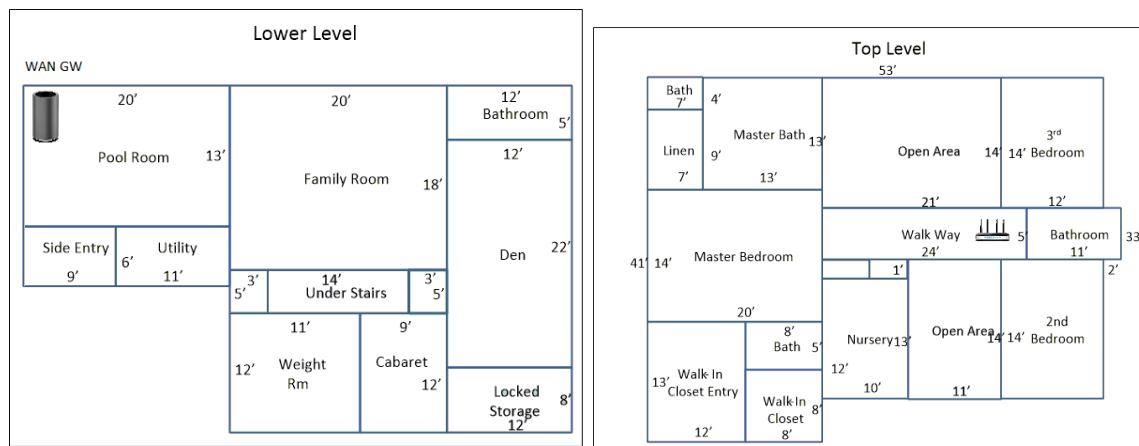 Lower Level
WAN GW
20’
20’
12’
Bathroom
5’
Pool Room
13’
12’
Family Room
18’
Side Entry
Utility
6’
9’
11’
Den
22’
3’
14’
3’
5’
Under Stairs
5’
11’
9’
12’
Weight
Rm
Cabaret
12’
Locked
Storage
8’
12’
Top Level
53’
Bath
7’
4’
Master Bath
13’
3rd
Bedroom
Open Area
14’
14’
Linen
9’
7’
13’
21’
12’
Walk Way
5’
Bathroom
33’
24’
11’
41’
14’
Master Bedroom
1’
2’
20’
8’
Bath
5’
Nursery
13’
Open Area
14’
14’
2nd
Bedroom
Walk-In
Closet Entry
13’
12’
10’
11’
Walk-In
Closet
8’
12’
8’